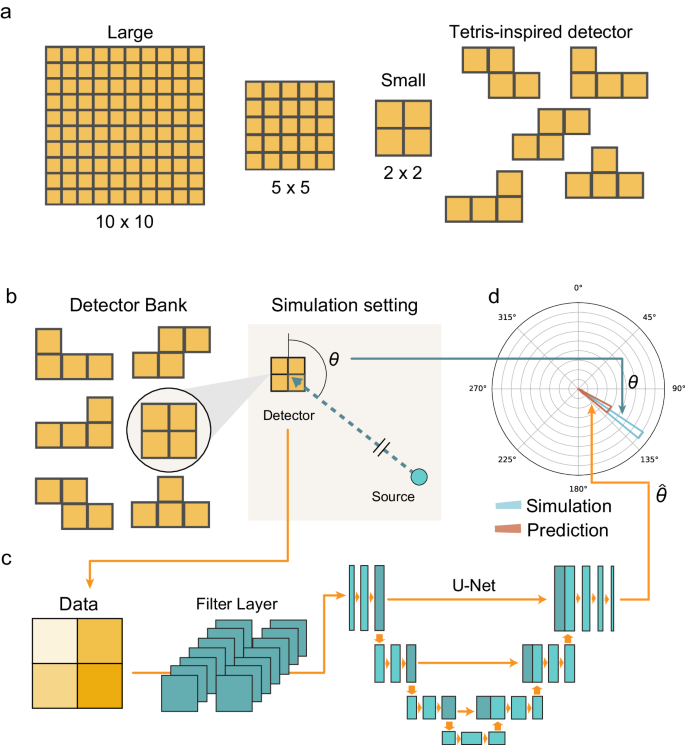 a
Large
10 x 10
5 x 5
Small
2 x 2
Tetris-inspired detector
b
Detector Bank
Simulation setting
θ
Detector
Source
d
0°
45°
90°
135°
180°
225°
270°
315°
θ
θ̂
Simulation
Prediction
c
Data
Filter Layer
U-Net